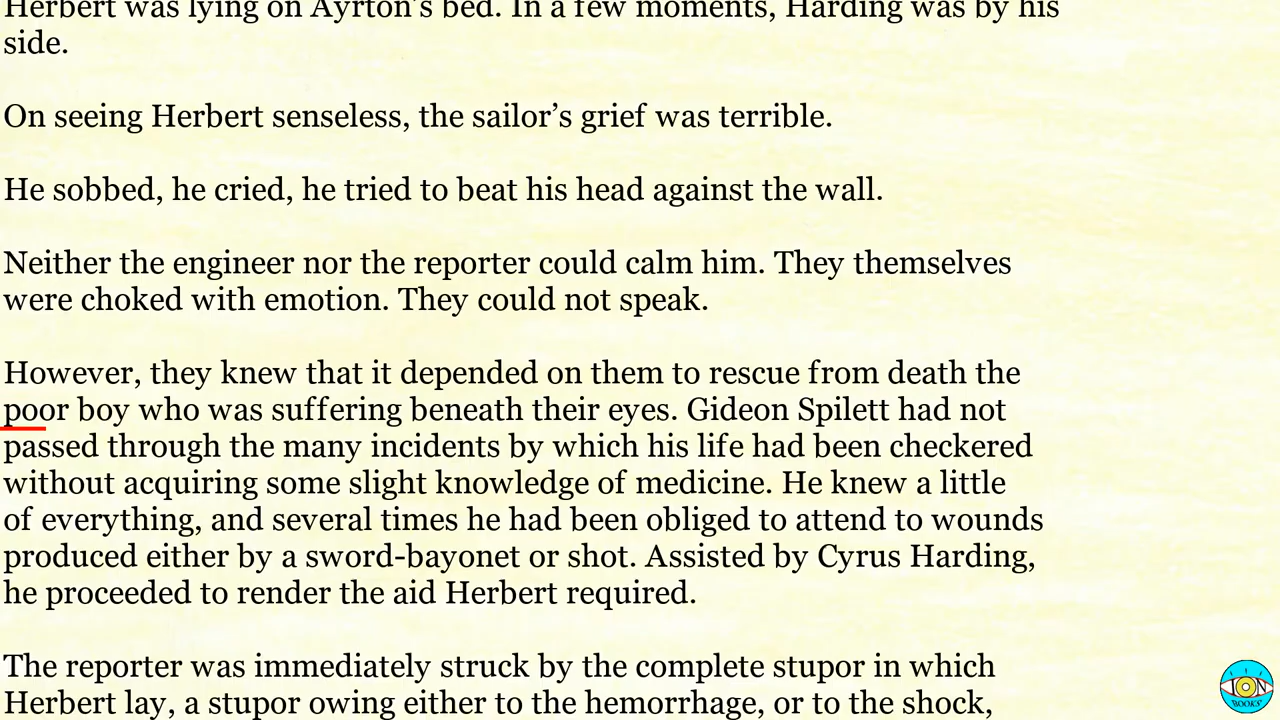 Herbert was lying on Ayrton's bed. In a few moments, Harding was by his
side.
On seeing Herbert senseless, the sailor's grief was terrible.
He sobbed, he cried, he tried to beat his head against the wall.
Neither the engineer nor the reporter could calm him. They themselves
were choked with emotion. They could not speak.
However, they knew that it depended on them to rescue from death the
poor boy who was suffering beneath their eyes. Gideon Spilett had not
passed through the many incidents by which his life had been checkered
without acquiring some slight knowledge of medicine. He knew a little
of everything, and several times he had been obliged to attend to wounds
produced either by a sword-bayonet or shot. Assisted by Cyrus Harding,
he proceeded to render the aid Herbert required.
The reporter was immediately struck by the complete stupor in which
Herbert lay, a stupor owing either to the hemorrhage, or to the shock,
ION
BOOKS